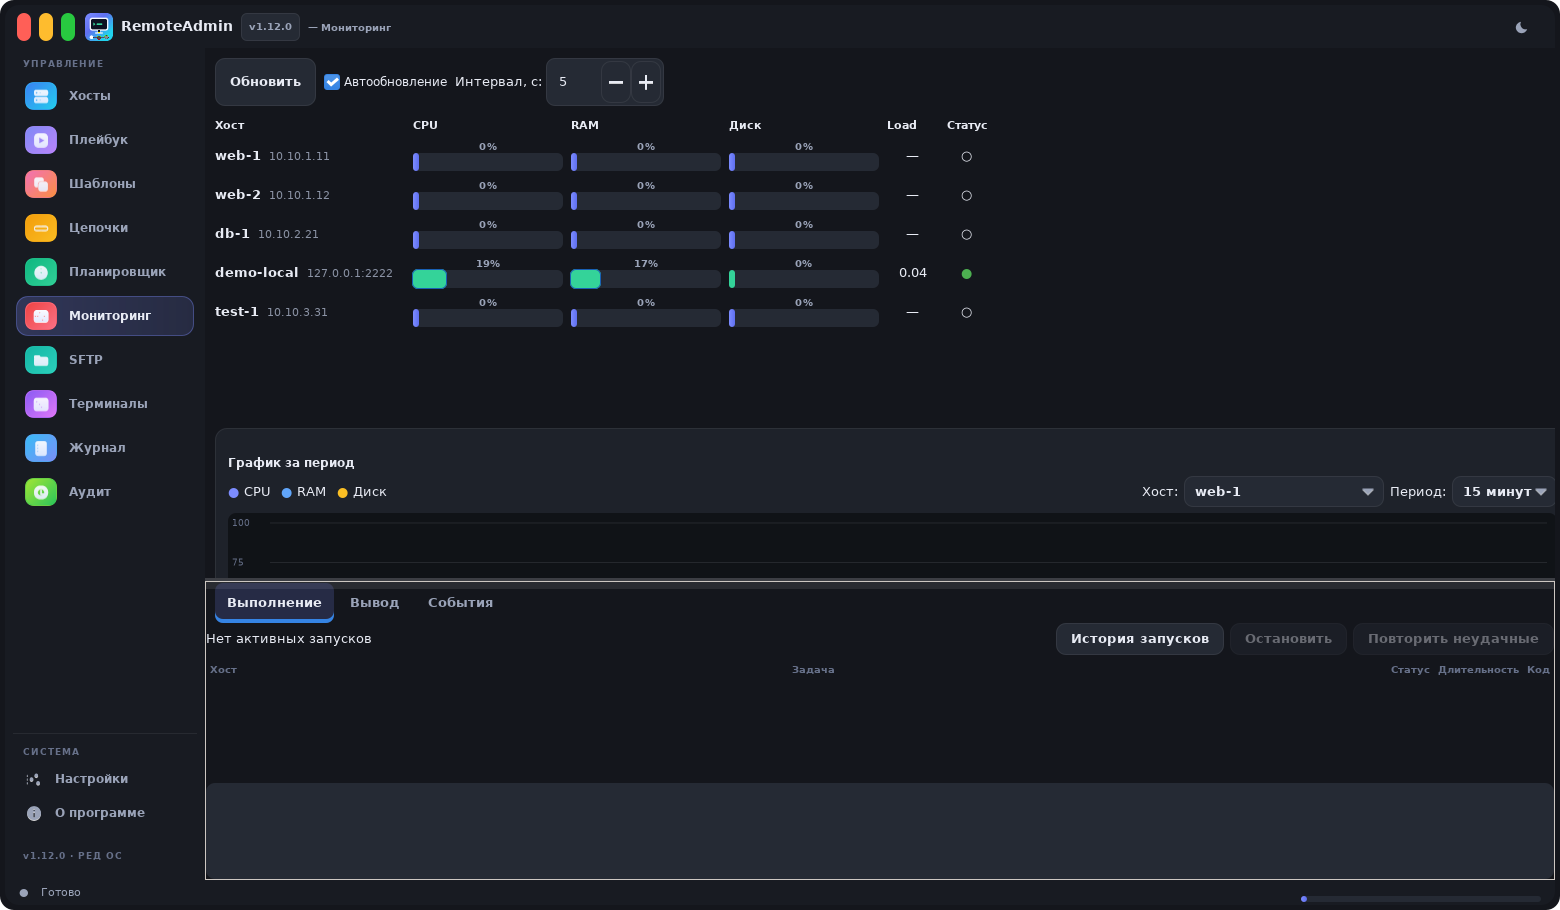 RemoteAdmin v1.12.0 — Мониторинг
УПРАВЛЕНИЕ
Хосты
Плейбук
Шаблоны
Цепочки
Планировщик
Мониторинг
SFTP
Терминалы
Журнал
Аудит
СИСТЕМА
Настройки
О программе
v1.12.0 · РЕД ОС
Готово
Обновить Автообновление Интервал, с: 5
Хост CPU RAM Диск Load Статус
web-1 10.10.1.11 0% 0% 0% —
web-2 10.10.1.12 0% 0% 0% —
db-1 10.10.2.21 0% 0% 0% —
demo-local 127.0.0.1:2222 19% 17% 0% 0.04
test-1 10.10.3.31 0% 0% 0% —
График за период
CPU RAM Диск Хост: web-1 Период: 15 минут
100
75
Выполнение Вывод События
Нет активных запусков История запусков Остановить Повторить неудачные
Хост Задача Статус Длительность Код